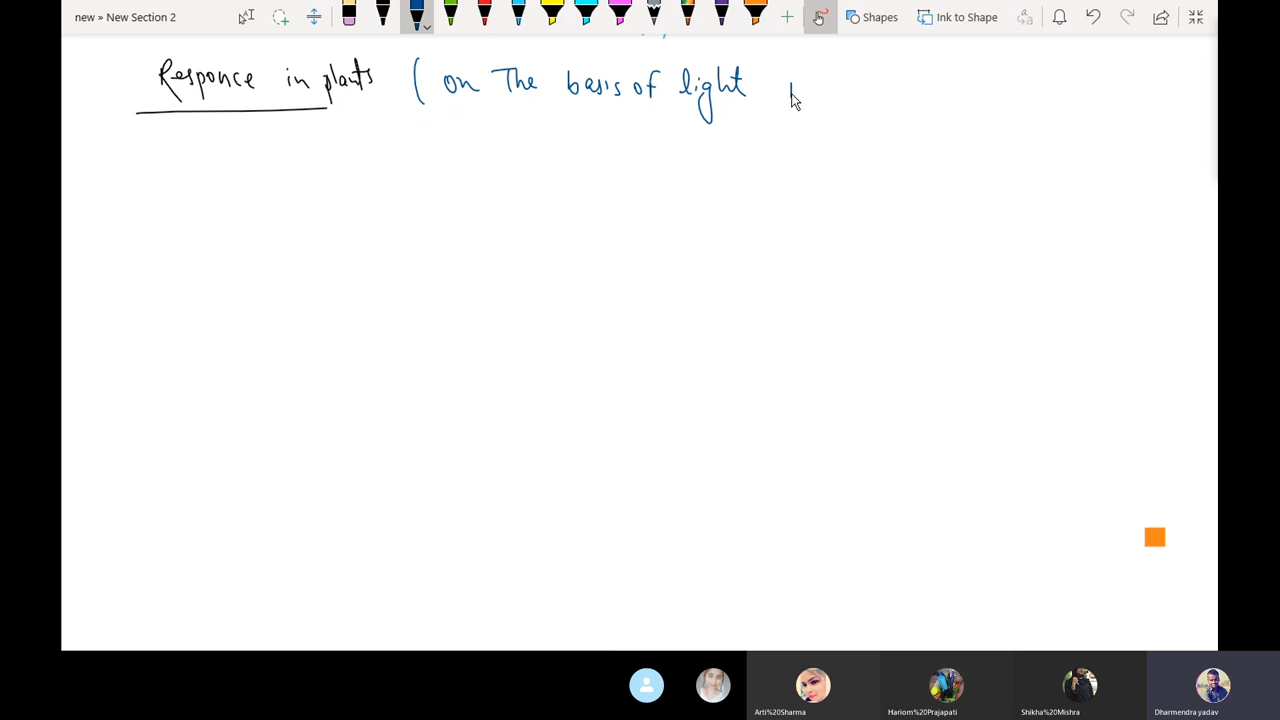 new » New Section 2
Shapes
Ink to Shape
Responce in plants ( on The basis of light
Arti%20Sharma
Hariom%20Prajapati
Shikha%20Mishra
Dharmendra yadav